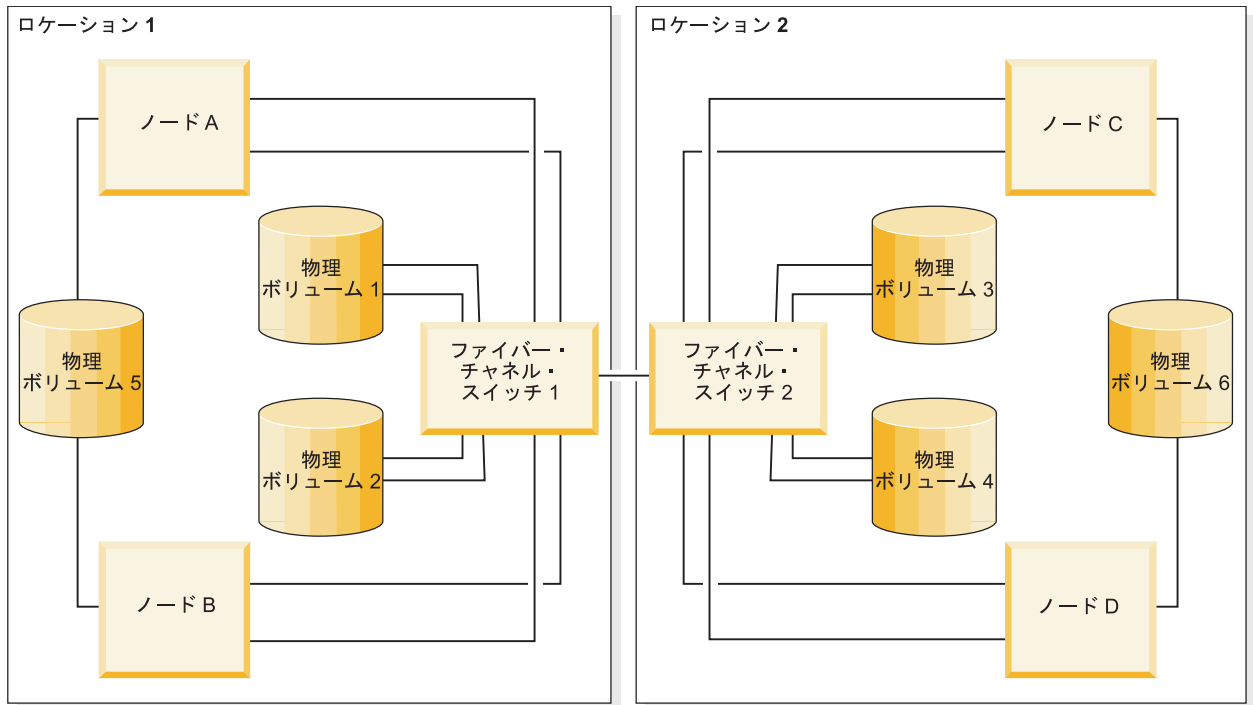 ロケーション 1
ノード A
物理
ボリューム 1
物理
ボリューム 5
ファイバー・
チャネル・
スイッチ 1
物理
ボリューム 2
ノード B
ロケーション 2
ノード C
物理
ボリューム 3
ファイバー・
チャネル・
スイッチ 2
物理
ボリューム 6
物理
ボリューム 4
ノード D